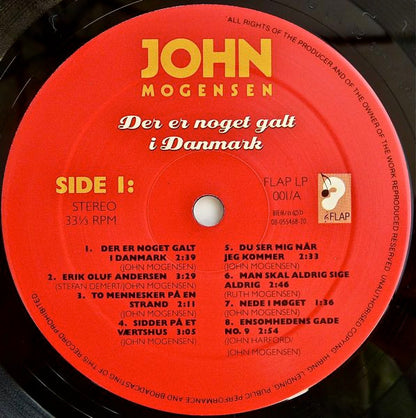 JOHN
MOGENSEN
Der er noget galt
i Danmark
SIDE 1:
STEREO
33⅓ RPM
FLAP LP
001/A
FLAP
1. DER ER NOGET GALT
I DANMARK 2:39
(JOHN MOGENSEN)
2. ERIK OLUF ANDERSEN 3:29
(STEFAN DEMERT/JOHN MOGENSEN)
3. TO MENNESKER PÅ EN
STRAND 2:11
(JOHN MOGENSEN)
4. SIDDER PÅ ET
VÆRTSHUS 3:05
(JOHN MOGENSEN)
5. DU SER MIG NÅR
JEG KOMMER 2:33
(JOHN MOGENSEN)
6. MAN SKAL ALDRIG SIGE
ALDRIG 2:46
(RUTH MOGENSEN)
7. NEDE I MØGET 1:36
(JOHN MOGENSEN)
8. ENSOMHEDENS GADE
NO. 9 2:54
(JOHN HARFORD/
JOHN MOGENSEN)
ALL RIGHTS OF THE PRODUCER AND OF THE OWNER OF THE WORK REPRODUCED RESERVED. UNAUTHORISED COPYING, HIRING, LENDING, PUBLIC PERFORMANCE AND BROADCASTING OF THIS RECORD PROHIBITED.